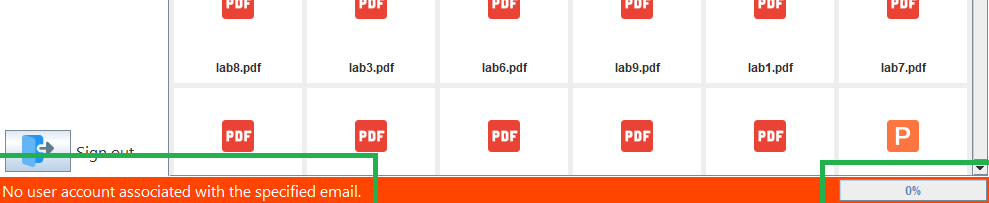 PDF PDF PDF PDF PDF PDF
lab8.pdf lab3.pdf lab6.pdf lab9.pdf lab1.pdf lab7.pdf
PDF PDF PDF PDF PDF P
Sign out
No user account associated with the specified email. 0%